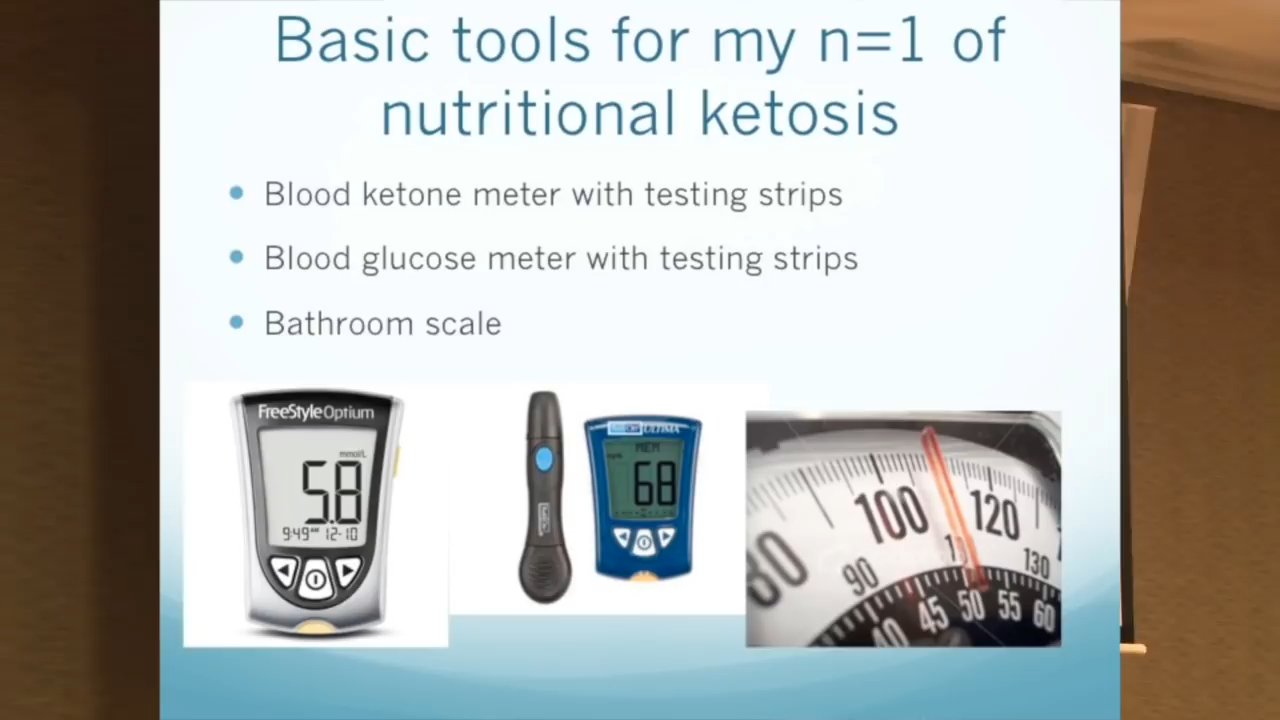 Basic tools for my n=1 of
nutritional ketosis
Blood ketone meter with testing strips
Blood glucose meter with testing strips
Bathroom scale
FreeStyle Optium
mmol/L
5.8
9:49 12-10
ULTIMA
MEM
68
80 100 120
90 130
40 45 50 55 60